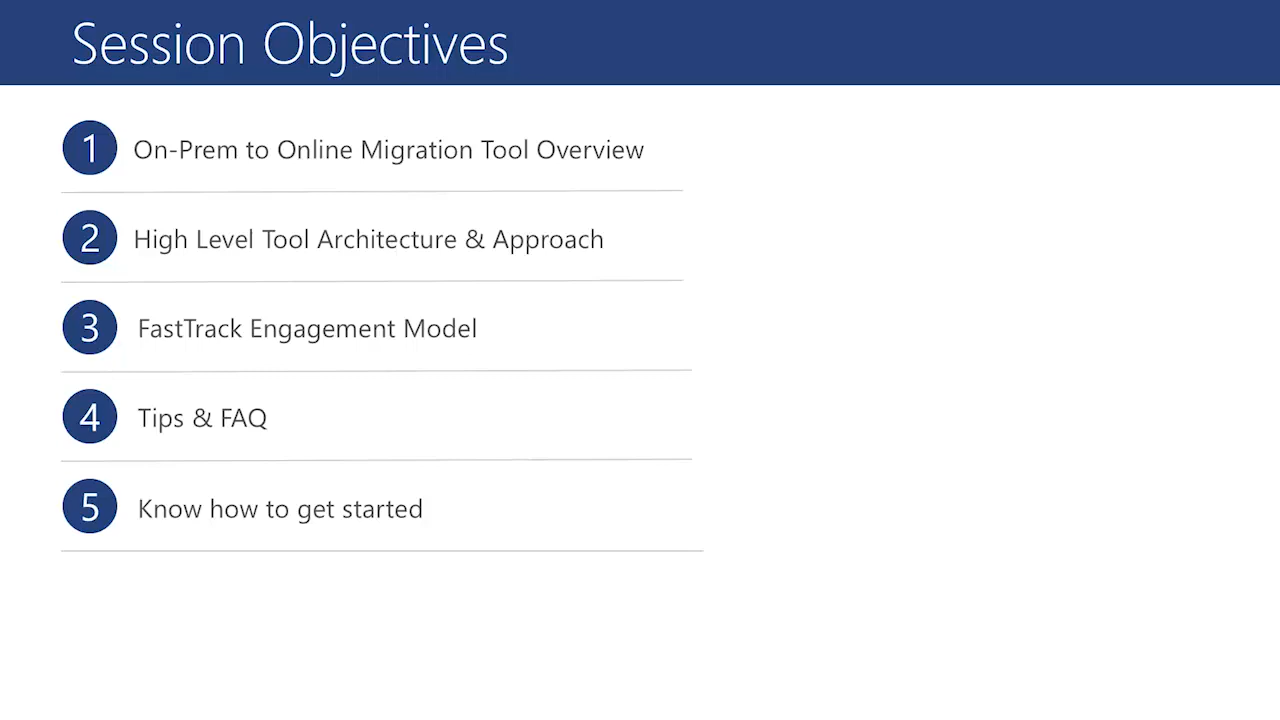 Session Objectives
1 On-Prem to Online Migration Tool Overview
2 High Level Tool Architecture & Approach
3 FastTrack Engagement Model
4 Tips & FAQ
5 Know how to get started